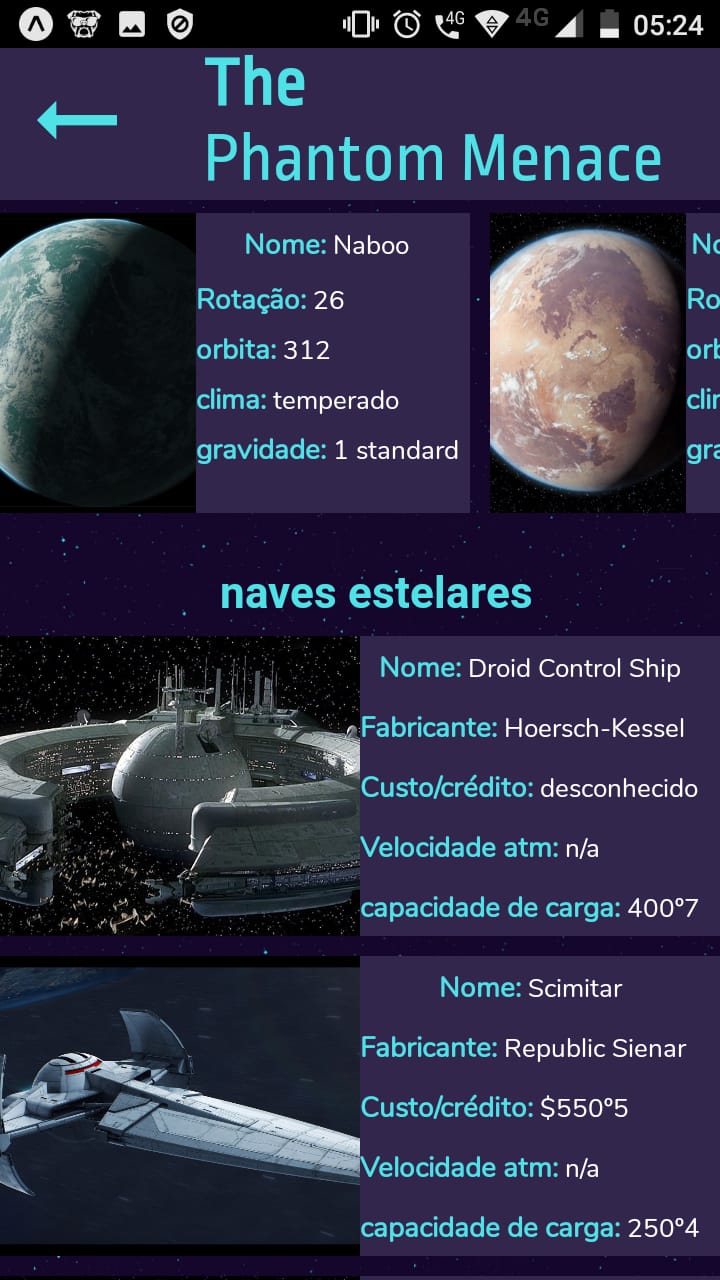 4G 4G 05:24
The
Phantom Menace
Nome: Naboo
Rotação: 26
orbita: 312
clima: temperado
gravidade: 1 standard
No
Ro
orb
clim
gra
naves estelares
Nome: Droid Control Ship
Fabricante: Hoersch-Kessel
Custo/crédito: desconhecido
Velocidade atm: n/a
capacidade de carga: 400º7
Nome: Scimitar
Fabricante: Republic Sienar
Custo/crédito: $550º5
Velocidade atm: n/a
capacidade de carga: 250º4